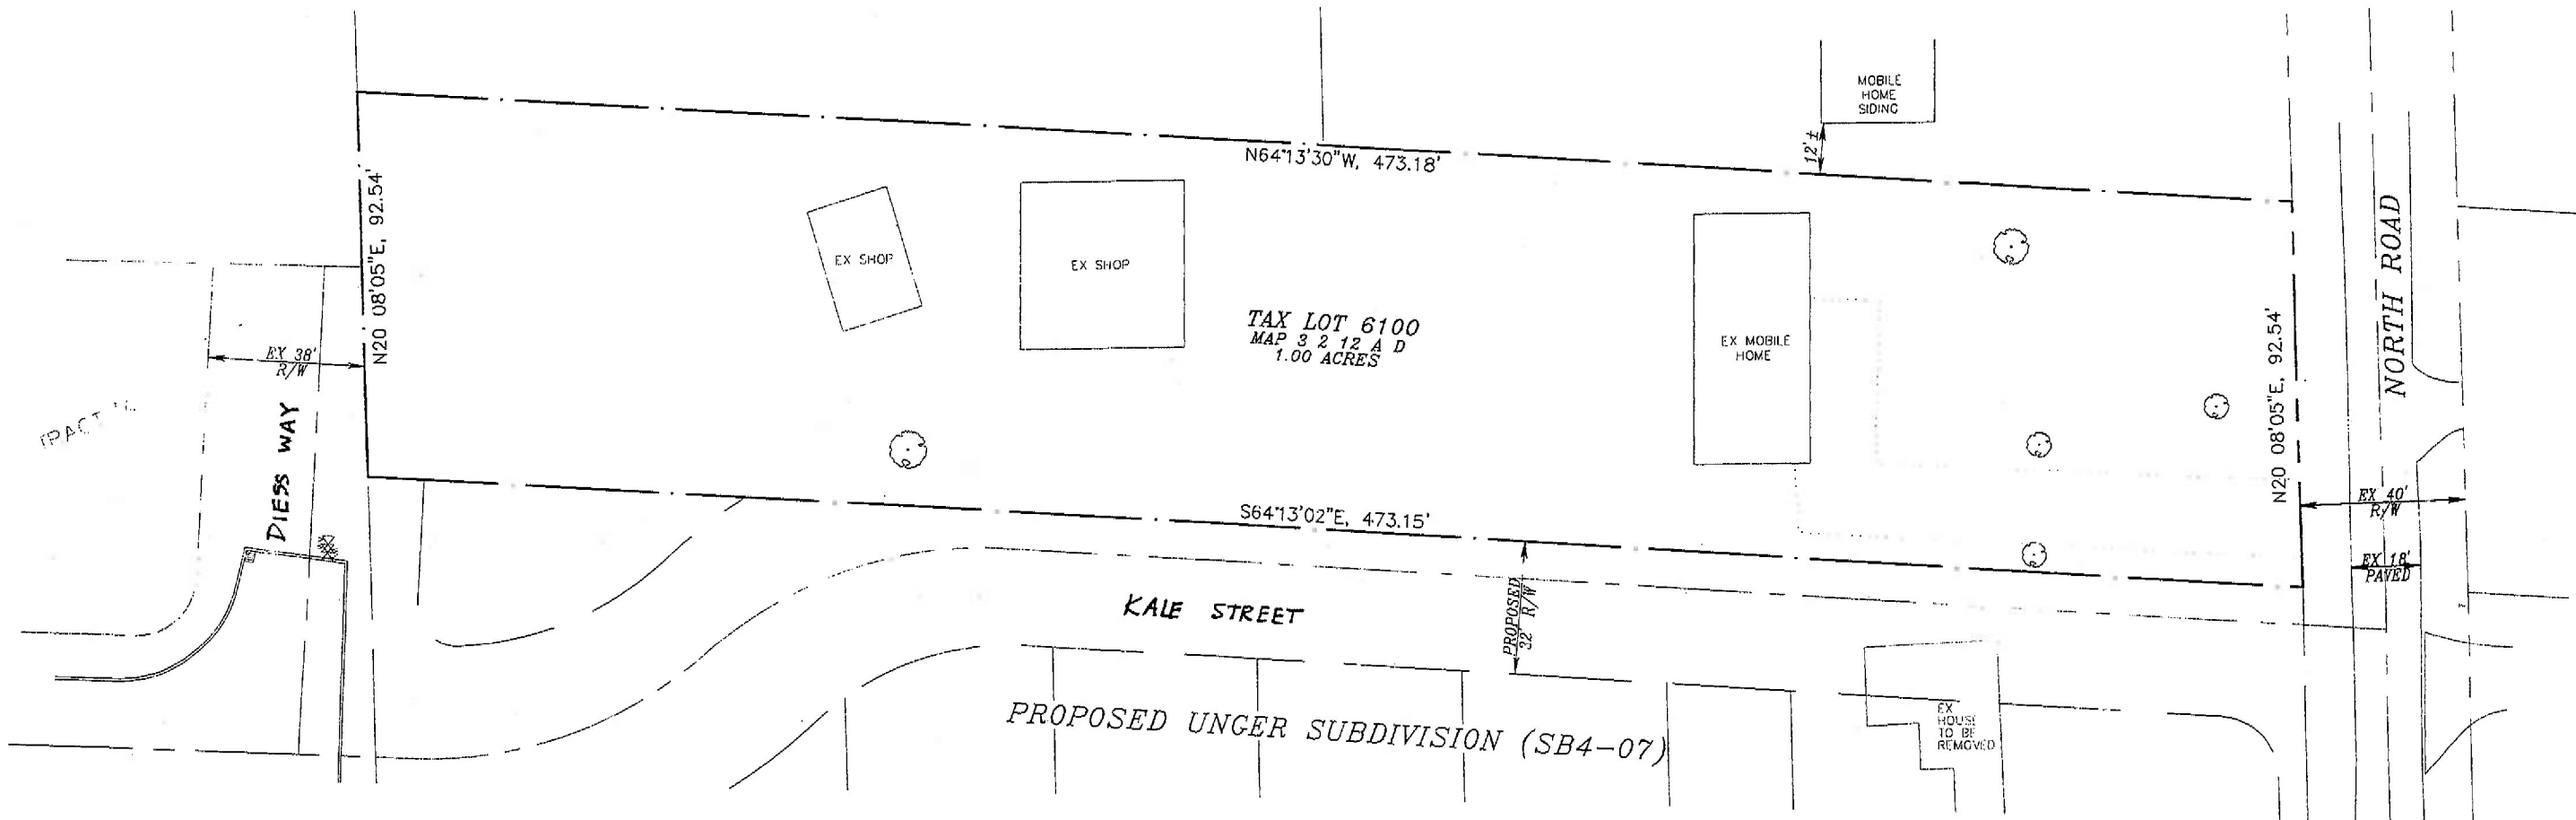 MOBILE
HOME
SIDING
12'±
N64°13'30"W, 473.18'
N20 08'05"E, 92.54'
EX SHOP
EX SHOP
TAX LOT 6100
MAP 3 2 12 A D
1.00 ACRES
EX MOBILE
HOME
NORTH ROAD
N20 08'05"E, 92.54'
EX 38'
R/W
DIESS WAY
S64°13'02"E, 473.15'
EX 40'
R/W
EX 18'
PAVED
KALE STREET
PROPOSED
32' R/W
PROPOSED UNGER SUBDIVISION (SB4-07)
EX
HOUSE
TO BE
REMOVED